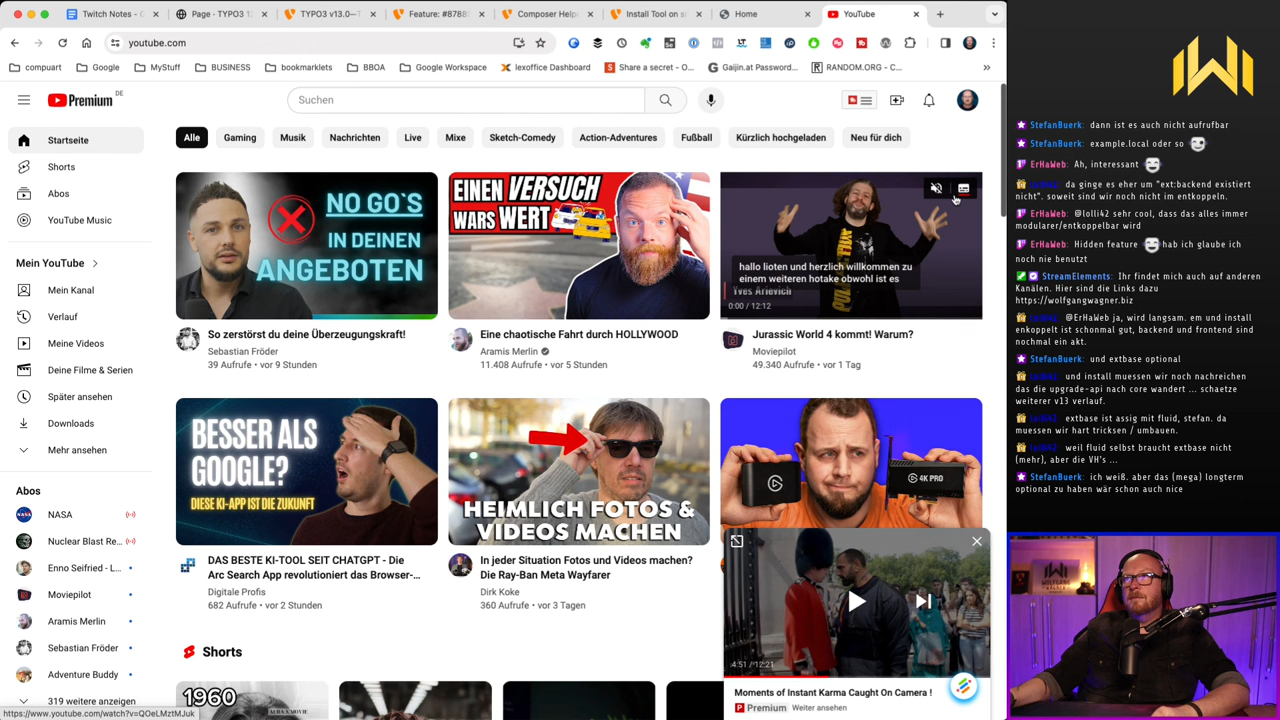 Twitch Notes – G
Page · TYPO3 12
TYPO3 v13.0—T
Feature: #8788
Composer Helpe
Install Tool on s
Home
YouTube
youtube.com
compuart
Google
MyStuff
BUSINESS
bookmarklets
BBOA
Google Workspace
lexoffice Dashboard
Share a secret - O...
Gaijin.at Password...
RANDOM.ORG - C...
Premium DE
Suchen
Startseite
Shorts
Abos
YouTube Music
Mein YouTube
Mein Kanal
Verlauf
Meine Videos
Deine Filme & Serien
Später ansehen
Downloads
Mehr ansehen
Abos
NASA
Nuclear Blast Re...
Enno Seifried - L...
Moviepilot
Aramis Merlin
Sebastian Fröder
Adventure Buddy
319 weitere anzeigen
https://www.youtube.com/watch?v=QOeLMztMJuk
Alle
Gaming
Musik
Nachrichten
Live
Mixe
Sketch-Comedy
Action-Adventures
Fußball
Kürzlich hochgeladen
Neu für dich
NO GO`S
IN DEINEN
ANGEBOTEN
So zerstörst du deine Überzeugungskraft!
Sebastian Fröder
39 Aufrufe • vor 9 Stunden
EINEN VERSUCH
WARS WERT
Eine chaotische Fahrt durch HOLLYWOOD
Aramis Merlin
11.408 Aufrufe • vor 5 Stunden
hallo lioten und herzlich willkommen zu
einem weiteren hotake obwohl ist es
Yves Arievich
0:00 / 12:12
Jurassic World 4 kommt! Warum?
Moviepilot
49.340 Aufrufe • vor 1 Tag
BESSER ALS
GOOGLE?
DIESE KI-APP IST DIE ZUKUNFT
DAS BESTE KI-TOOL SEIT CHATGPT - Die
Arc Search App revolutioniert das Browser-...
Digitale Profis
682 Aufrufe • vor 2 Stunden
HEIMLICH FOTOS &
VIDEOS MACHEN
In jeder Situation Fotos und Videos machen?
Die Ray-Ban Meta Wayfarer
Dirk Koke
360 Aufrufe • vor 3 Tagen
4K PRO
4:51 / 12:21
Moments of Instant Karma Caught On Camera !
Premium Weiter ansehen
Shorts
1960
StefanBuerk: dann ist es auch nicht aufrufbar
StefanBuerk: example.local oder so
ErHaWeb: Ah, interessant
lolli42: da ginge es eher um "ext:backend existiert
nicht". soweit sind wir noch nicht im entkoppeln.
ErHaWeb: @lolli42 sehr cool, dass das alles immer
modularer/entkoppelbar wird
ErHaWeb: Hidden feature hab ich glaube ich
noch nie benutzt
StreamElements: Ihr findet mich auch auf anderen
Kanälen. Hier sind die Links dazu
https://wolfgangwagner.biz
lolli42: @ErHaWeb ja, wird langsam. em und install
enkoppelt ist schonmal gut, backend und frontend sind
nochmal ein akt.
StefanBuerk: und extbase optional
lolli42: und install muessen wir noch nachreichen
das die upgrade-api nach core wandert ... schaetze
weiterer v13 verlauf.
lolli42: extbase ist assig mit fluid, stefan. da
muessen wir hart tricksen / umbauen.
lolli42: weil fluid selbst braucht extbase nicht
(mehr), aber die VH's ...
StefanBuerk: ich weiß. aber das (mega) longterm
optional zu haben wär schon auch nice